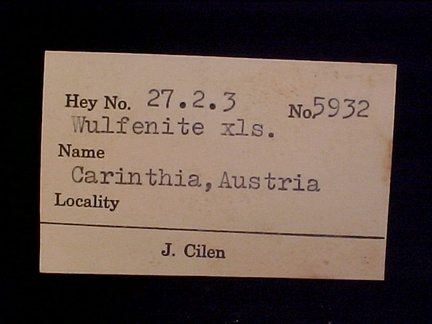 Hey No. 27.2.3 No. 5932
Wulfenite xls.
Name
Carinthia, Austria
Locality
J. Cilen